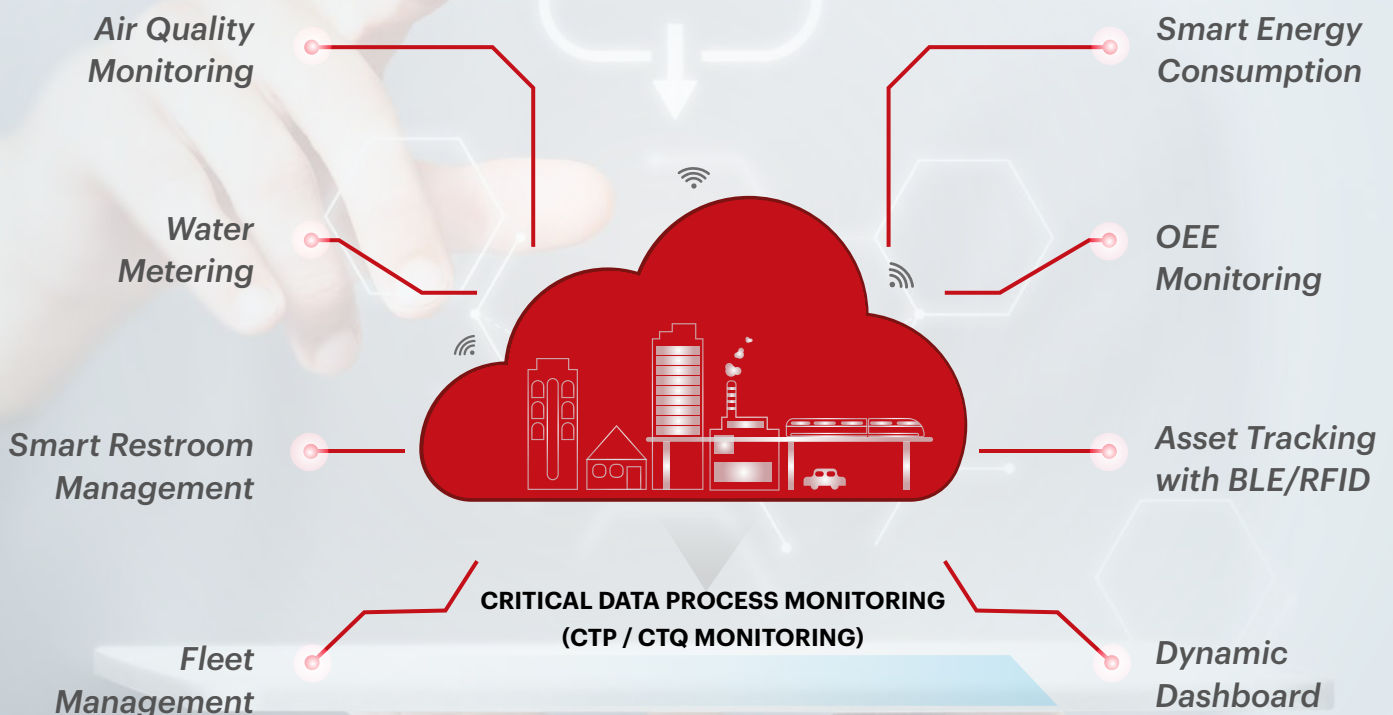 Air Quality
Monitoring
Smart Energy
Consumption
Water
Metering
OEE
Monitoring
Smart Restroom
Management
Asset Tracking
with BLE/RFID
CRITICAL DATA PROCESS MONITORING
(CTP / CTQ MONITORING)
Fleet
Management
Dynamic
Dashboard